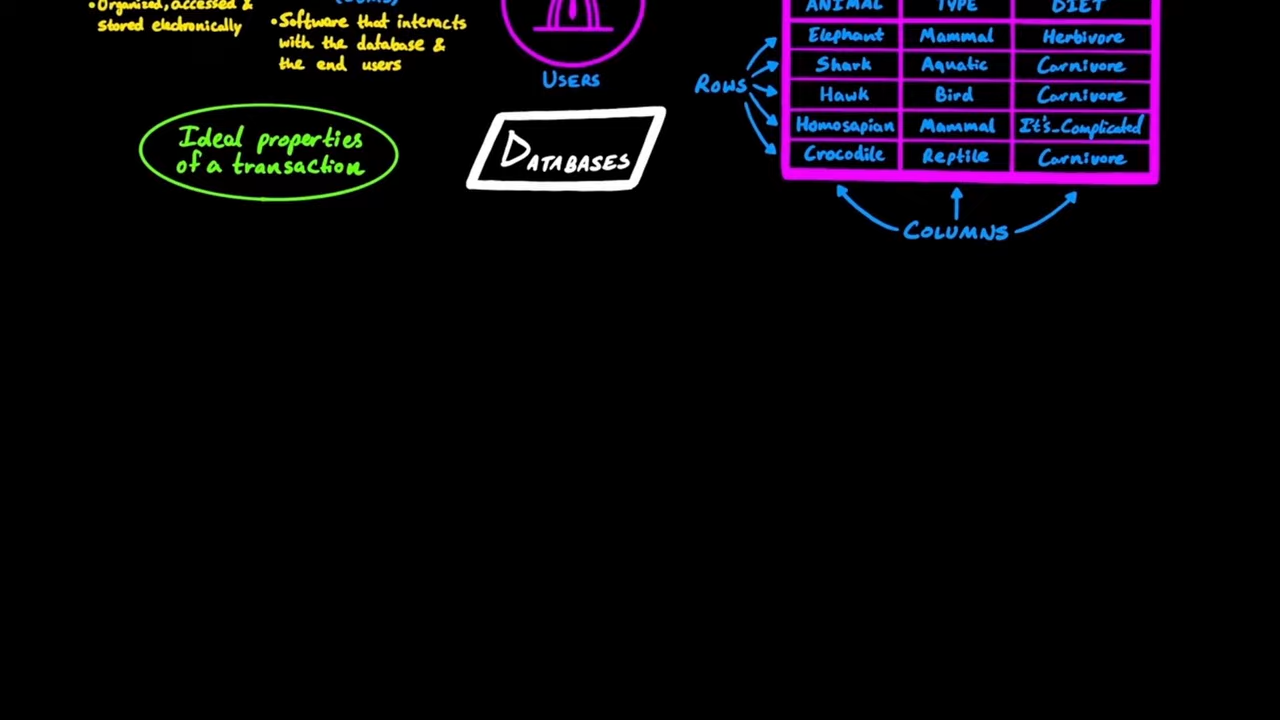 • Organized, accessed &
stored electronically
(DBMS)
• Software that interacts
with the database &
the end users
USERS
ANIMAL TYPE DIET
Elephant Mammal Herbivore
Shark Aquatic Carnivore
Hawk Bird Carnivore
Homosapian Mammal It's_Complicated
Crocodile Reptile Carnivore
ROWS
COLUMNS
Ideal properties
of a transaction
DATABASES